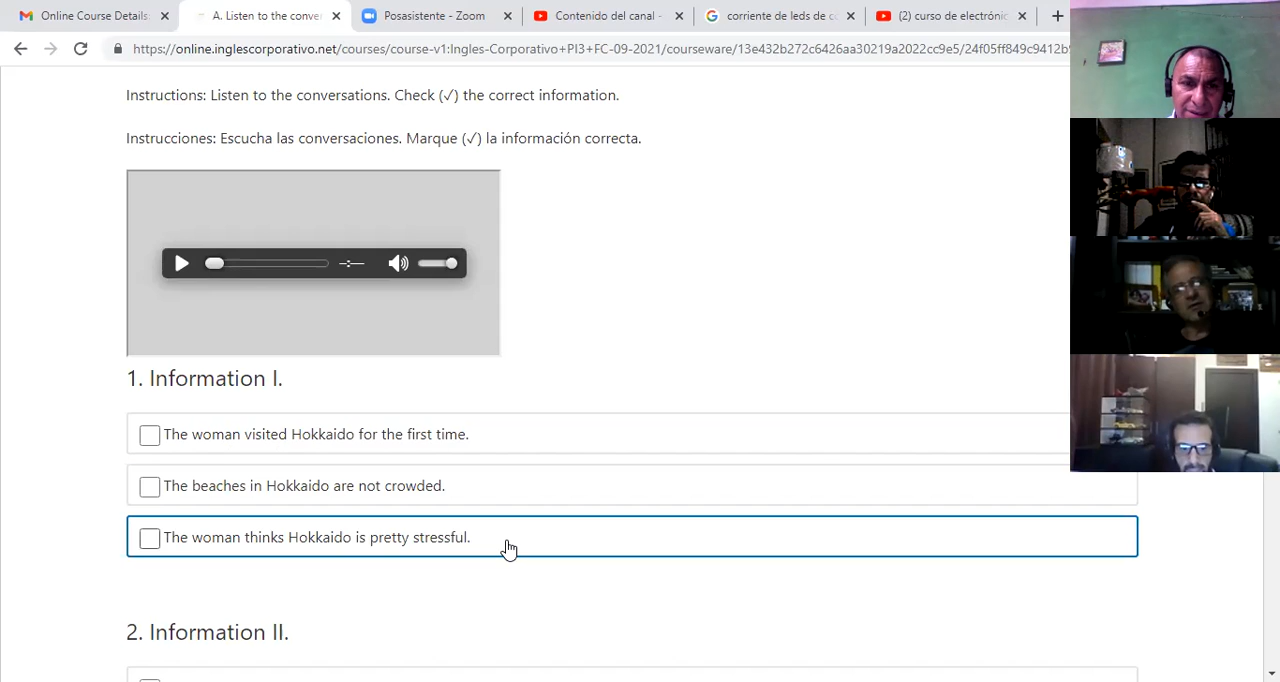 Online Course Details
A. Listen to the conve
Posasistente - Zoom
Contenido del canal -
corriente de leds de c
(2) curso de electrónic
https://online.inglescorporativo.net/courses/course-v1:Ingles-Corporativo+PI3+FC-09-2021/courseware/13e432b272c6426aa30219a2022cc9e5/24f05ff849c9412b
Instructions: Listen to the conversations. Check (✓) the correct information.
Instrucciones: Escucha las conversaciones. Marque (✓) la información correcta.
1. Information I.
The woman visited Hokkaido for the first time.
The beaches in Hokkaido are not crowded.
The woman thinks Hokkaido is pretty stressful.
2. Information II.